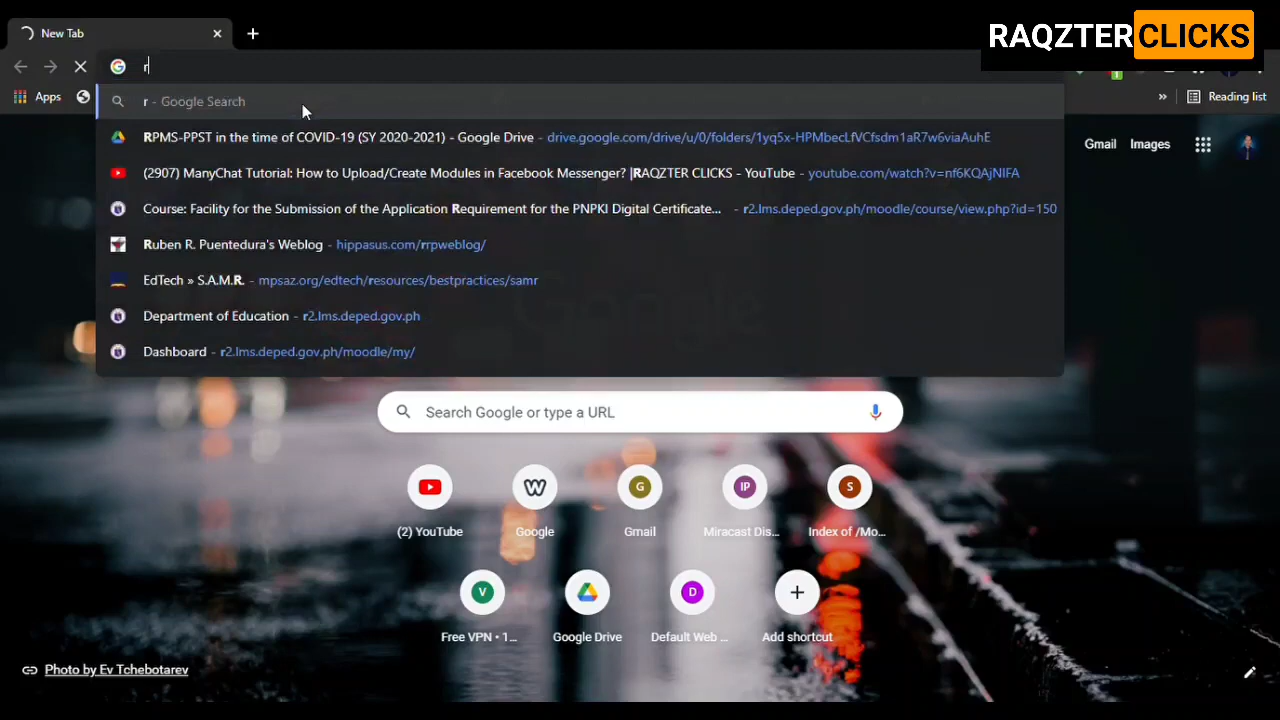 New Tab
RAQZTER CLICKS
r
Apps
»
Reading list
r - Google Search
RPMS-PPST in the time of COVID-19 (SY 2020-2021) - Google Drive - drive.google.com/drive/u/0/folders/1yq5x-HPMbecLfVCfsdm1aR7w6viaAuhE
(2907) ManyChat Tutorial: How to Upload/Create Modules in Facebook Messenger? |RAQZTER CLICKS - YouTube - youtube.com/watch?v=nf6KQAjNIFA
Course: Facility for the Submission of the Application Requirement for the PNPKI Digital Certificate... - r2.lms.deped.gov.ph/moodle/course/view.php?id=150
Ruben R. Puentedura's Weblog - hippasus.com/rrpweblog/
EdTech » S.A.M.R. - mpsaz.org/edtech/resources/bestpractices/samr
Department of Education - r2.lms.deped.gov.ph
Dashboard - r2.lms.deped.gov.ph/moodle/my/
Gmail Images
Google
Search Google or type a URL
G IP S
(2) YouTube Google Gmail Miracast Dis... Index of /Mo...
V D
Free VPN • 1... Google Drive Default Web ... Add shortcut
Photo by Ev Tchebotarev